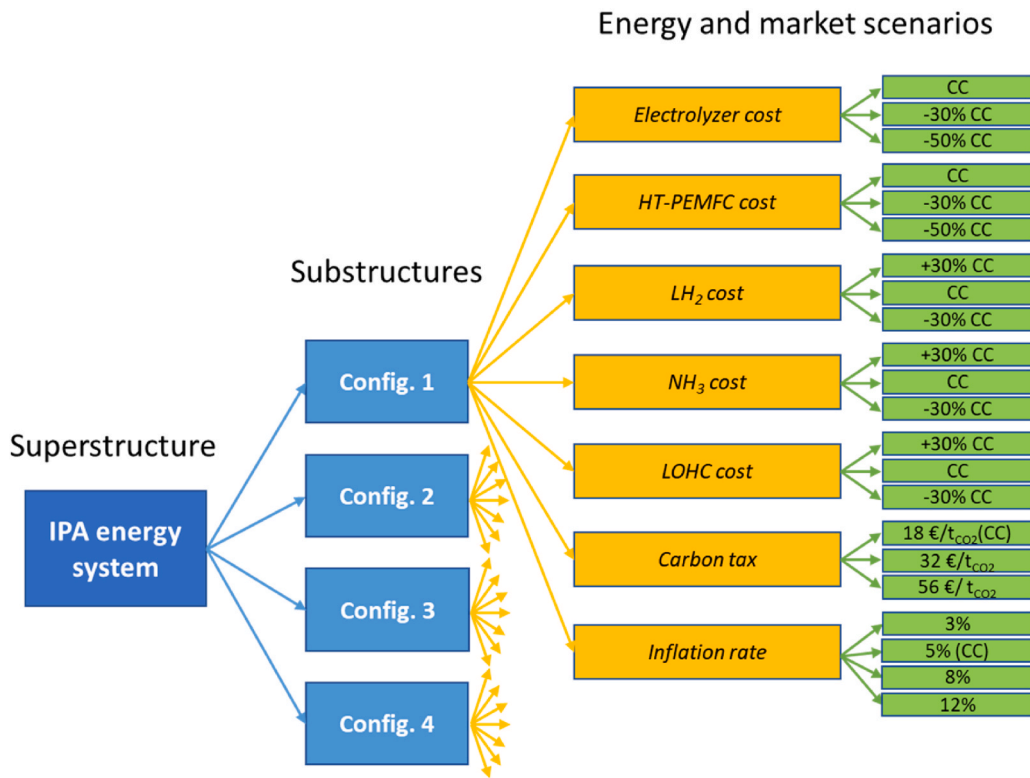 Energy and market scenarios
Electrolyzer cost
CC
-30% CC
-50% CC
HT-PEMFC cost
CC
-30% CC
-50% CC
Substructures
LH₂ cost
+30% CC
CC
-30% CC
Config. 1
NH₃ cost
+30% CC
CC
-30% CC
Superstructure
Config. 2
LOHC cost
+30% CC
CC
-30% CC
IPA energy
system
Carbon tax
18 €/t_CO2(CC)
32 €/t_CO2
56 €/ t_CO2
Config. 3
Inflation rate
3%
5% (CC)
8%
12%
Config. 4